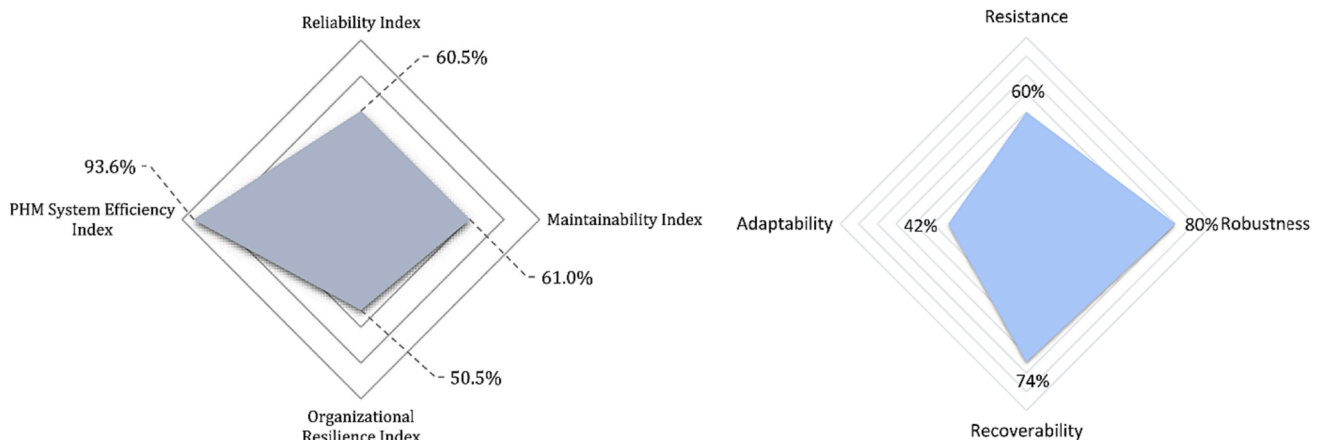 Reliability Index
60.5%
93.6%
PHM System Efficiency
Index
Maintainability Index
61.0%
50.5%
Organizational
Resilience Index
Resistance
60%
Adaptability
42%
80%
Robustness
74%
Recoverability